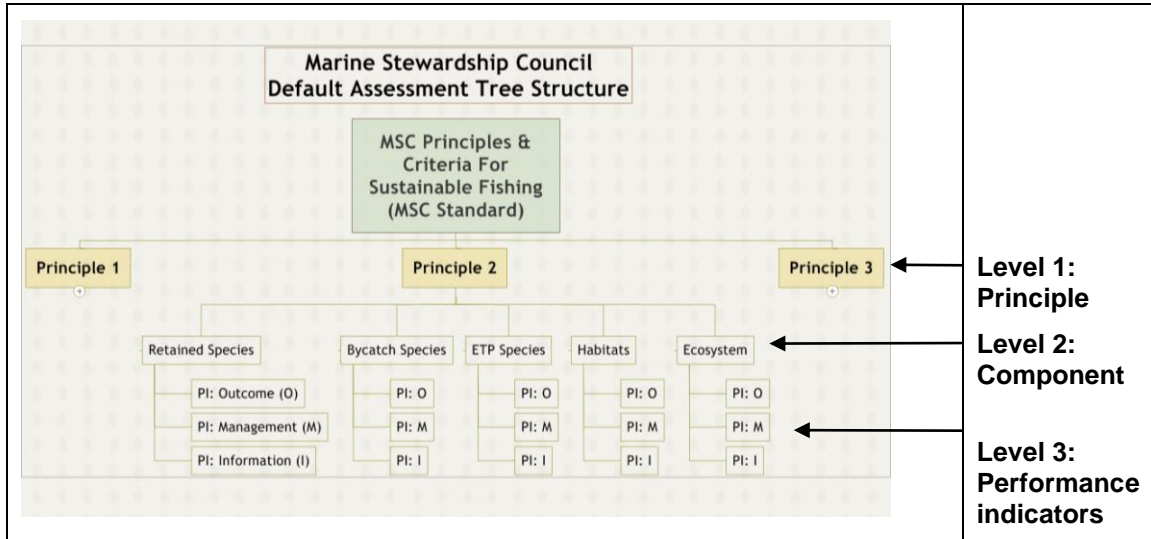 Marine Stewardship Council
Default Assessment Tree Structure
MSC Principles &
Criteria For
Sustainable Fishing
(MSC Standard)
Principle 1
Principle 2
Principle 3
Level 1:
Principle
Retained Species
Bycatch Species
ETP Species
Habitats
Ecosystem
Level 2:
Component
PI: Outcome (O)
PI: O
PI: O
PI: O
PI: O
PI: Management (M)
PI: M
PI: M
PI: M
PI: M
PI: Information (I)
PI: I
PI: I
PI: I
PI: I
Level 3:
Performance
indicators